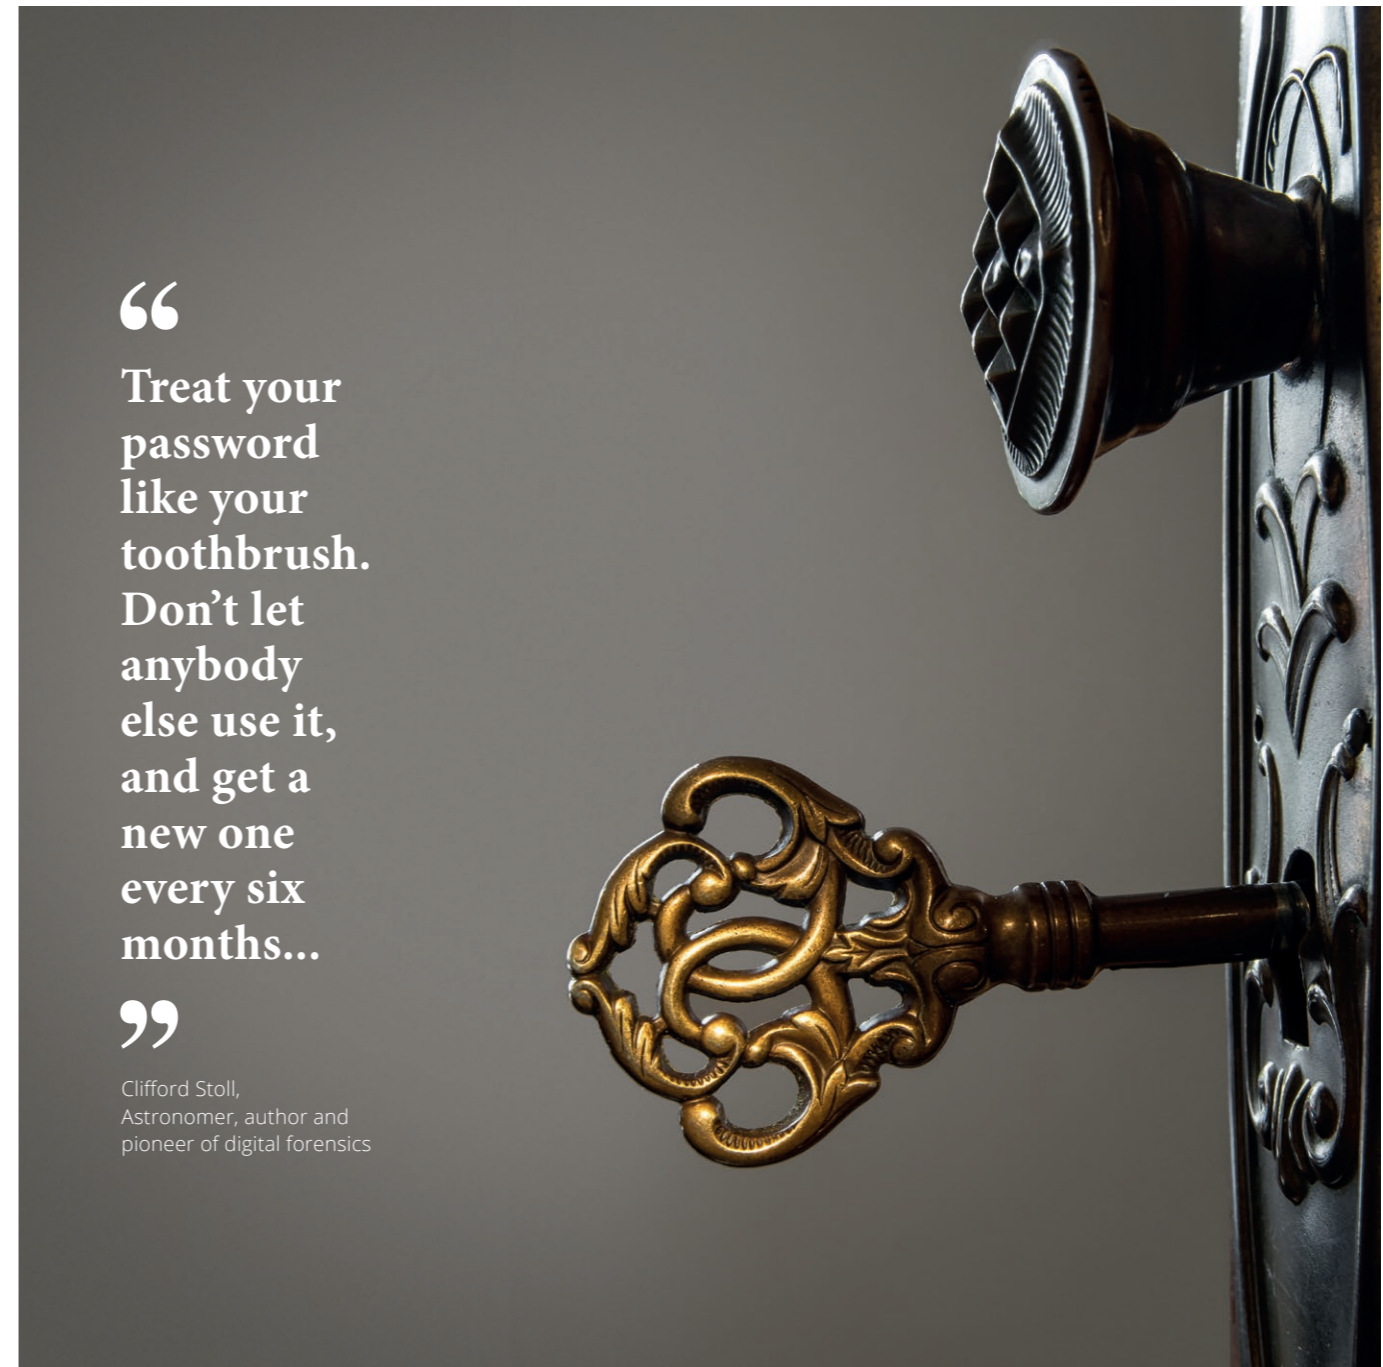 “
Treat your
password
like your
toothbrush.
Don’t let
anybody
else use it,
and get a
new one
every six
months...
”
Clifford Stoll,
Astronomer, author and
pioneer of digital forensics